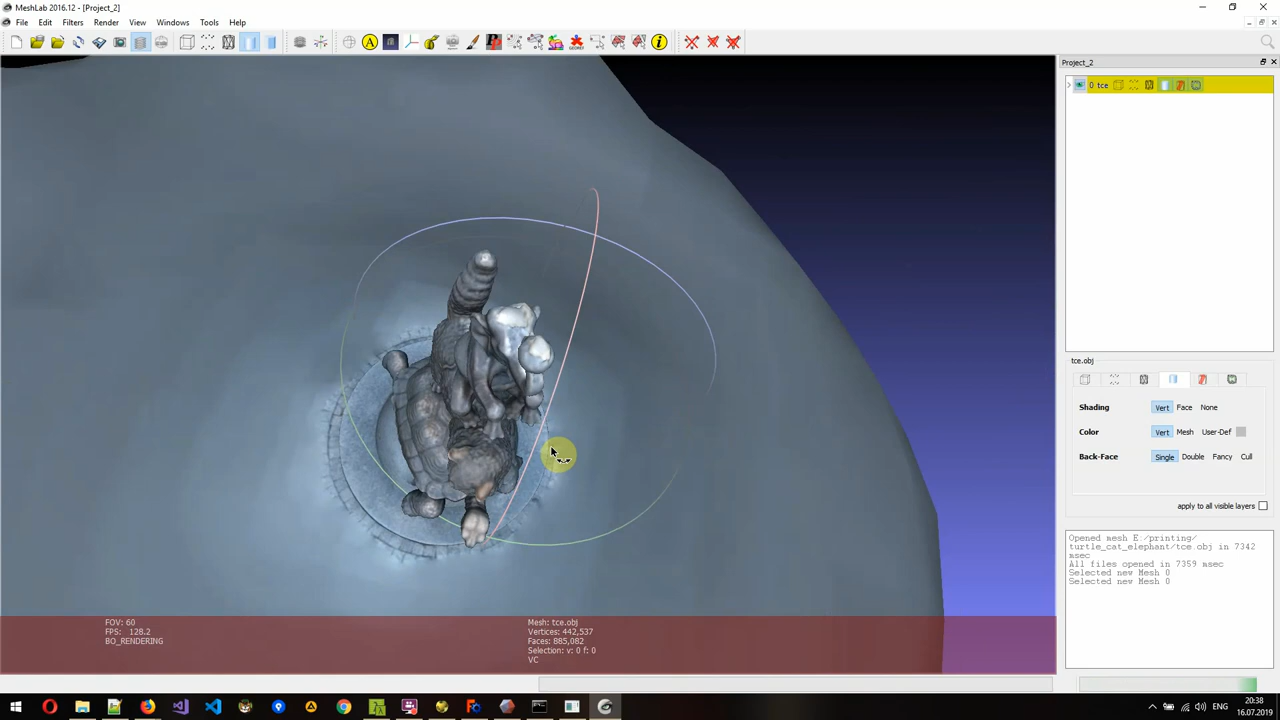 MeshLab 2016.12 - [Project_2]
File Edit Filters Render View Windows Tools Help
Project_2
0 tce
tce.obj
Shading Vert Face None
Color Vert Mesh User-Def
Back-Face Single Double Fancy Cull
apply to all visible layers
Opened mesh E:/printing/
turtle_cat_elephant/tce.obj in 7342
msec
All files opened in 7359 msec
Selected new Mesh 0
Selected new Mesh 0
FOV: 60
FPS: 128.2
BO_RENDERING
Mesh: tce.obj
Vertices: 442,537
Faces: 885,082
Selection: v: 0 f: 0
VC
ENG
20:38
16.07.2019